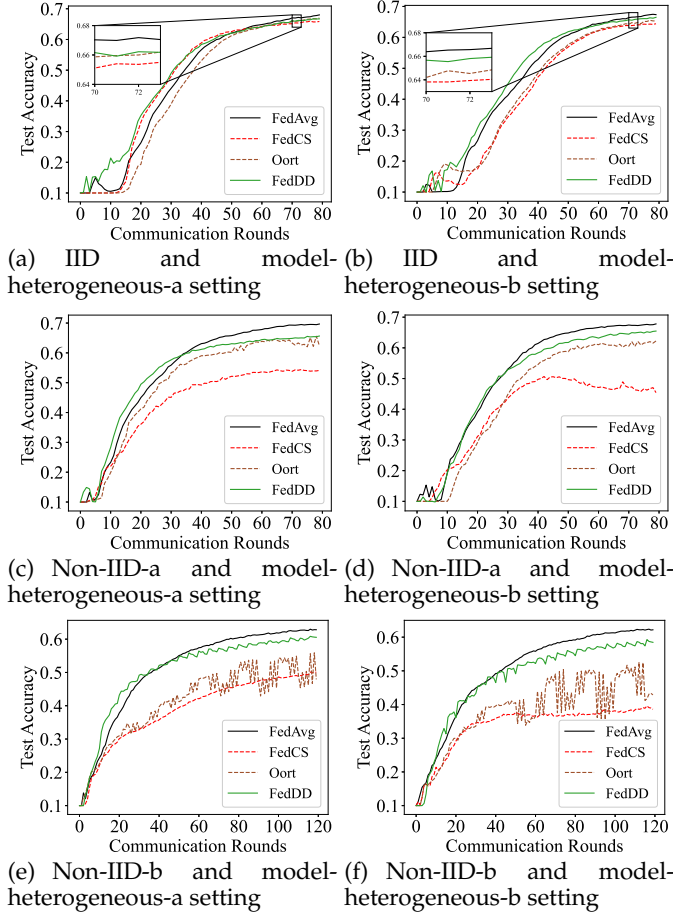 0.7
0.6
0.5
0.4
0.3
0.2
0.1
Test Accuracy
0.68
0.66
0.64
70
72
FedAvg
FedCS
Oort
FedDD
0 10 20 30 40 50 60 70 80
Communication Rounds
(a) IID and model-
heterogeneous-a setting
0.7
0.6
0.5
0.4
0.3
0.2
0.1
Test Accuracy
0.68
0.66
0.64
70
72
FedAvg
FedCS
Oort
FedDD
0 10 20 30 40 50 60 70 80
Communication Rounds
(b) IID and model-
heterogeneous-b setting
0.7
0.6
0.5
0.4
0.3
0.2
0.1
Test Accuracy
FedAvg
FedCS
Oort
FedDD
0 10 20 30 40 50 60 70 80
Communication Rounds
(c) Non-IID-a and model-
heterogeneous-a setting
0.7
0.6
0.5
0.4
0.3
0.2
0.1
Test Accuracy
FedAvg
FedCS
Oort
FedDD
0 10 20 30 40 50 60 70 80
Communication Rounds
(d) Non-IID-a and model-
heterogeneous-b setting
0.6
0.5
0.4
0.3
0.2
0.1
Test Accuracy
FedAvg
FedCS
Oort
FedDD
0 20 40 60 80 100 120
Communication Rounds
(e) Non-IID-b and model-
heterogeneous-a setting
0.6
0.5
0.4
0.3
0.2
0.1
Test Accuracy
FedAvg
FedCS
Oort
FedDD
0 20 40 60 80 100 120
Communication Rounds
(f) Non-IID-b and model-
heterogeneous-b setting